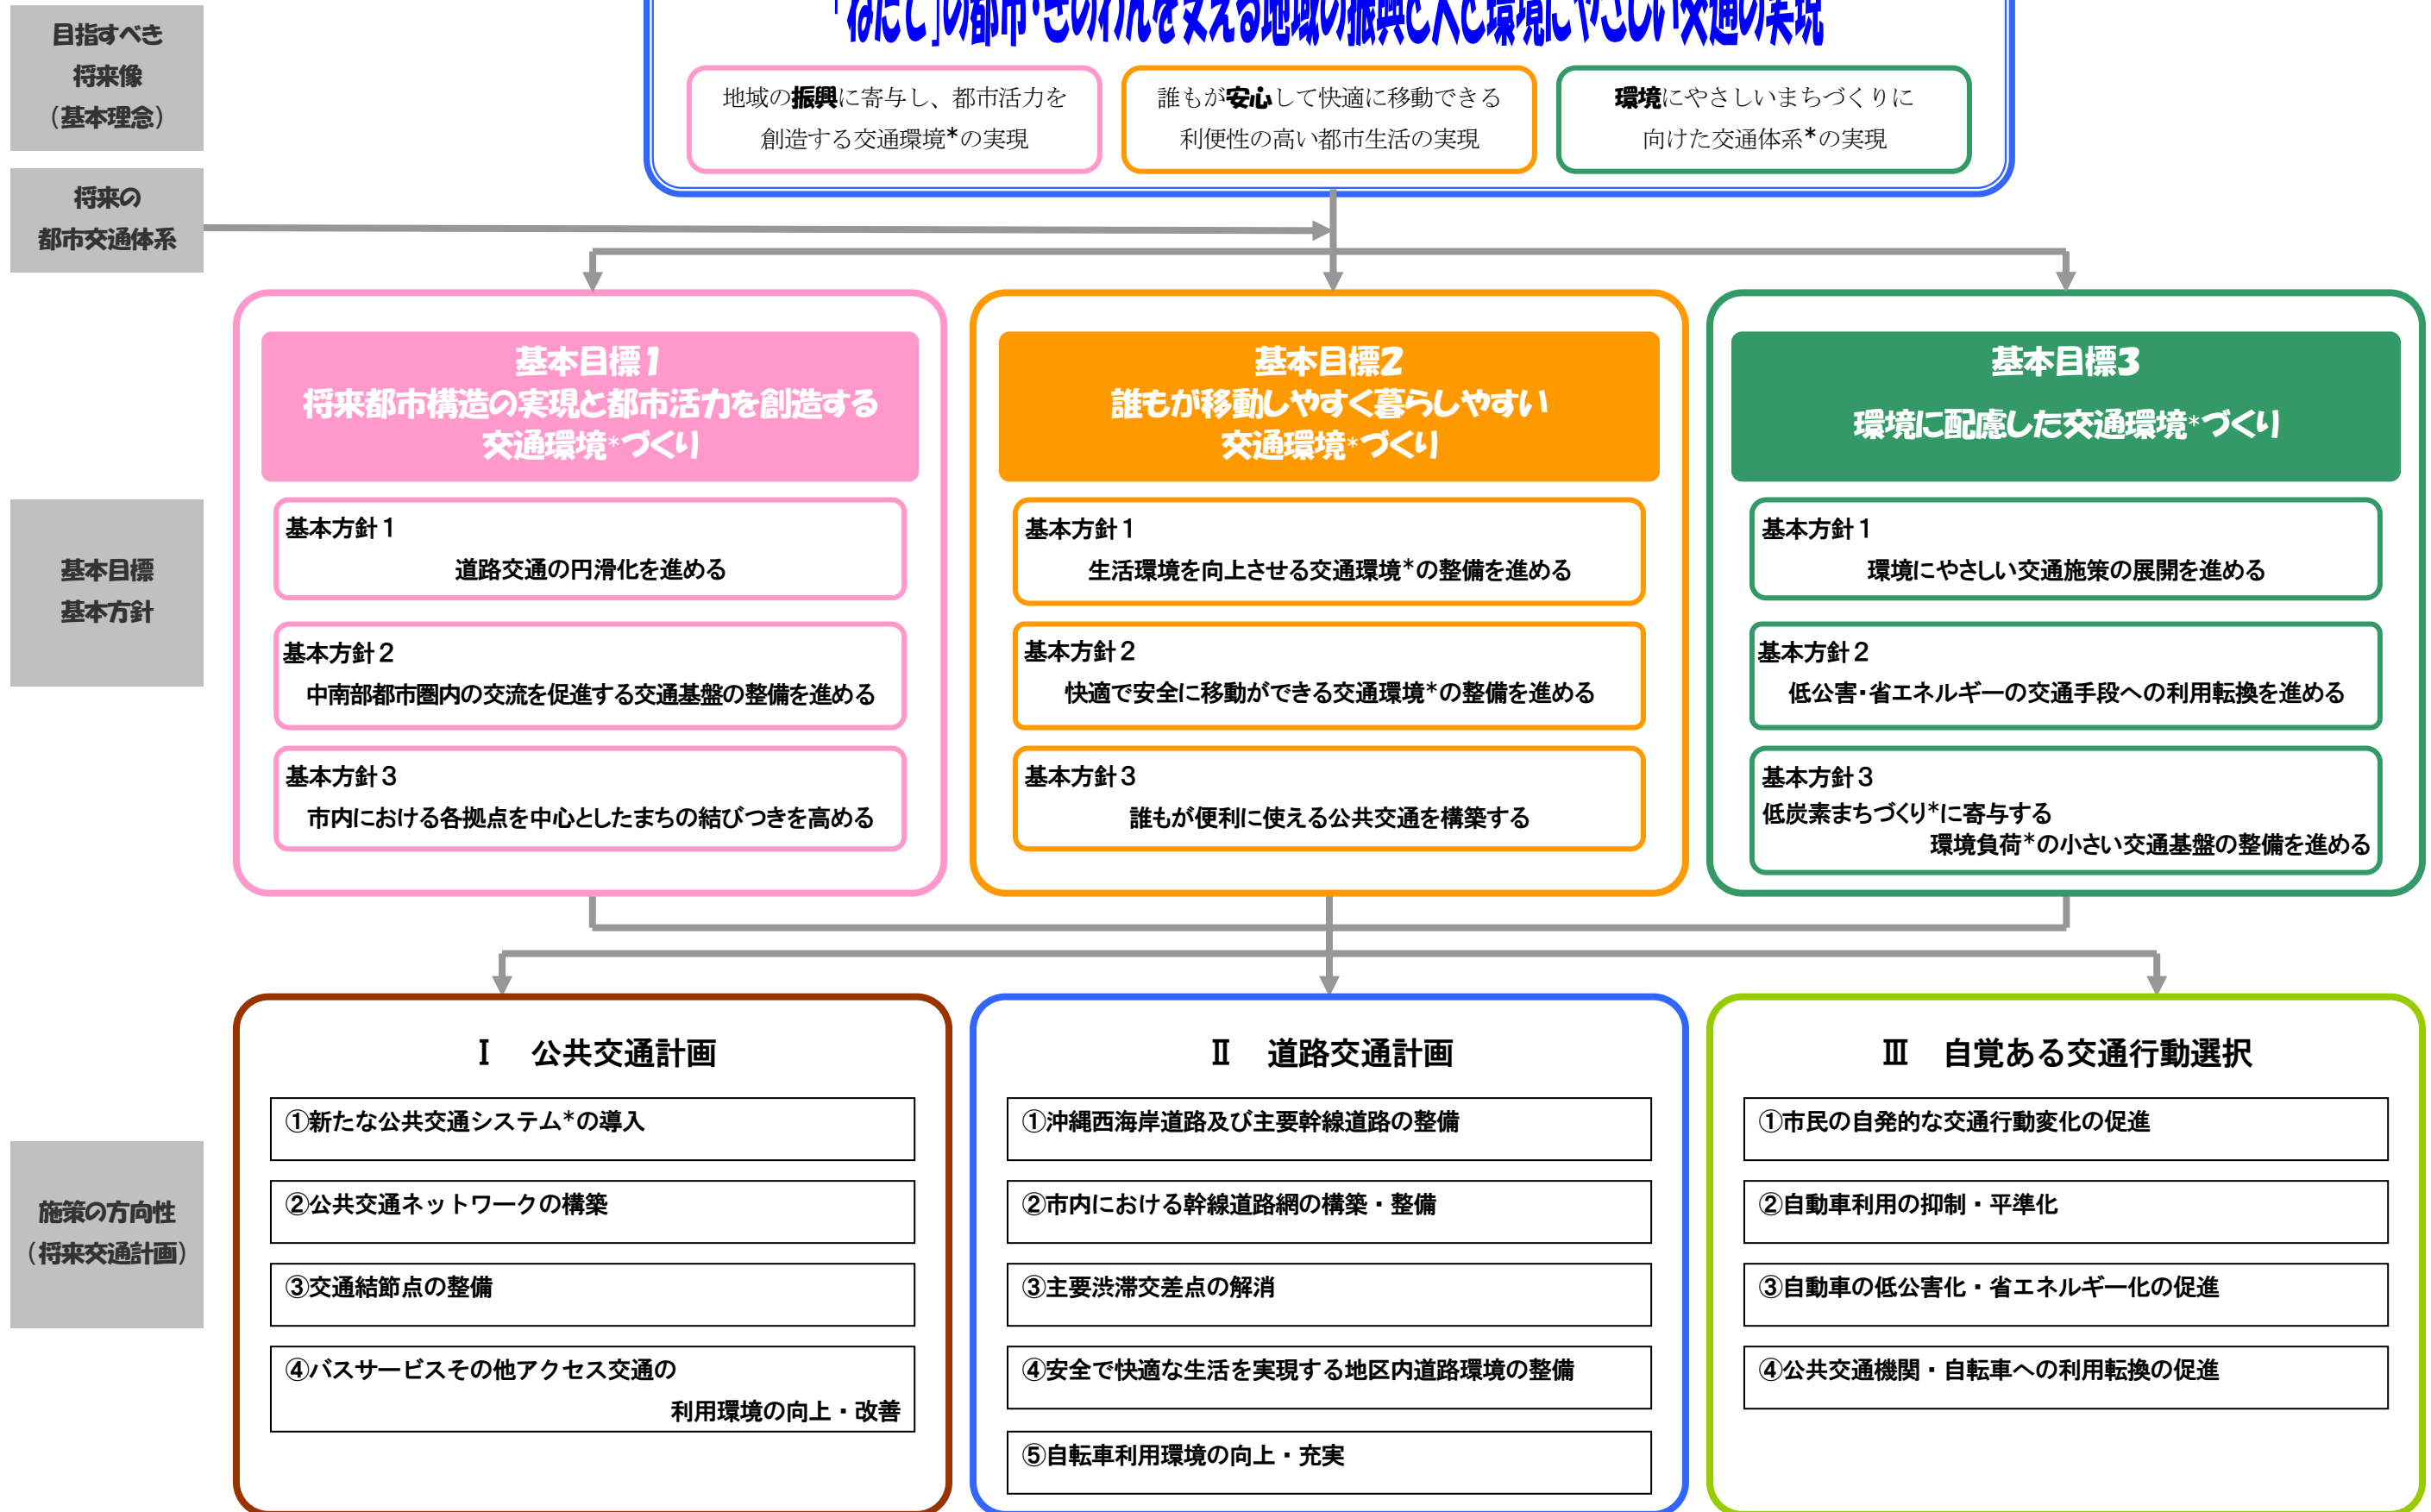 目指すべき
将来像
（基本理念）
「ねたて」の都市・ぎのわんを支える地域の振興と人と環境にやさしい交通の実現
地域の振興に寄与し、都市活力を
創造する交通環境*の実現
誰もが安心して快適に移動できる
利便性の高い都市生活の実現
環境にやさしいまちづくりに
向けた交通体系*の実現
将来の
都市交通体系
基本目標
基本方針
基本目標1
将来都市構造の実現と都市活力を創造する
交通環境*づくり
基本方針１
道路交通の円滑化を進める
基本方針２
中南部都市圏内の交流を促進する交通基盤の整備を進める
基本方針３
市内における各拠点を中心としたまちの結びつきを高める
基本目標2
誰もが移動しやすく暮らしやすい
交通環境*づくり
基本方針１
生活環境を向上させる交通環境*の整備を進める
基本方針２
快適で安全に移動ができる交通環境*の整備を進める
基本方針３
誰もが便利に使える公共交通を構築する
基本目標3
環境に配慮した交通環境*づくり
基本方針１
環境にやさしい交通施策の展開を進める
基本方針２
低公害・省エネルギーの交通手段への利用転換を進める
基本方針３
低炭素まちづくり*に寄与する
環境負荷*の小さい交通基盤の整備を進める
施策の方向性
（将来交通計画）
Ⅰ　公共交通計画
①新たな公共交通システム*の導入
②公共交通ネットワークの構築
③交通結節点の整備
④バスサービスその他アクセス交通の
利用環境の向上・改善
Ⅱ　道路交通計画
①沖縄西海岸道路及び主要幹線道路の整備
②市内における幹線道路網の構築・整備
③主要渋滞交差点の解消
④安全で快適な生活を実現する地区内道路環境の整備
⑤自転車利用環境の向上・充実
Ⅲ　自覚ある交通行動選択
①市民の自発的な交通行動変化の促進
②自動車利用の抑制・平準化
③自動車の低公害化・省エネルギー化の促進
④公共交通機関・自転車への利用転換の促進